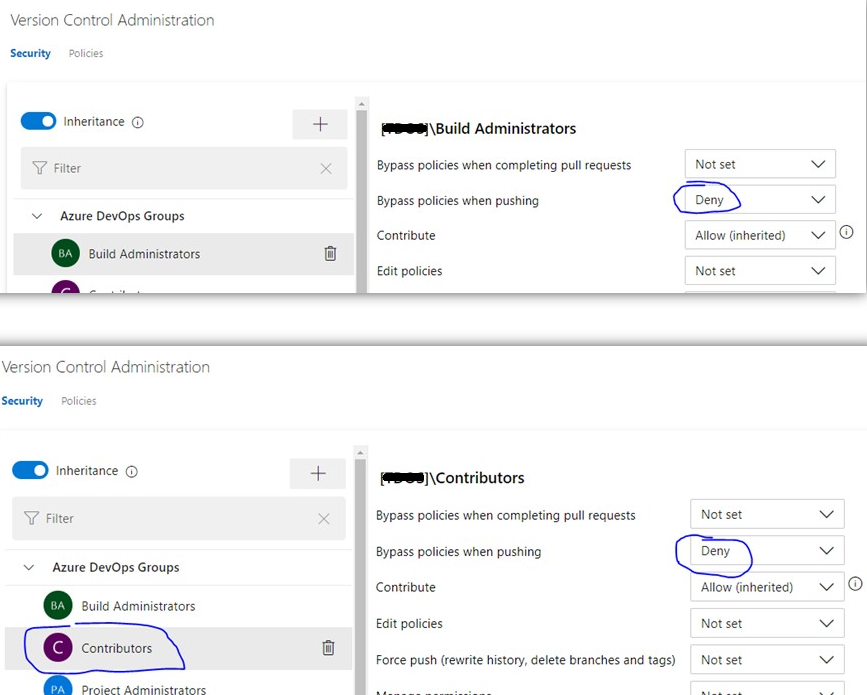 Version Control Administration
Security Policies
Inheritance
Filter
Azure DevOps Groups
BA Build Administrators
C
[
]\Build Administrators
Bypass policies when completing pull requests Not set
Bypass policies when pushing Deny
Contribute Allow (inherited)
Edit policies Not set
Version Control Administration
Security Policies
Inheritance
Filter
Azure DevOps Groups
BA Build Administrators
C Contributors
PA Project Administrators
[
]\Contributors
Bypass policies when completing pull requests Not set
Bypass policies when pushing Deny
Contribute Allow (inherited)
Edit policies Not set
Force push (rewrite history, delete branches and tags) Not set
Manage permissions Not set